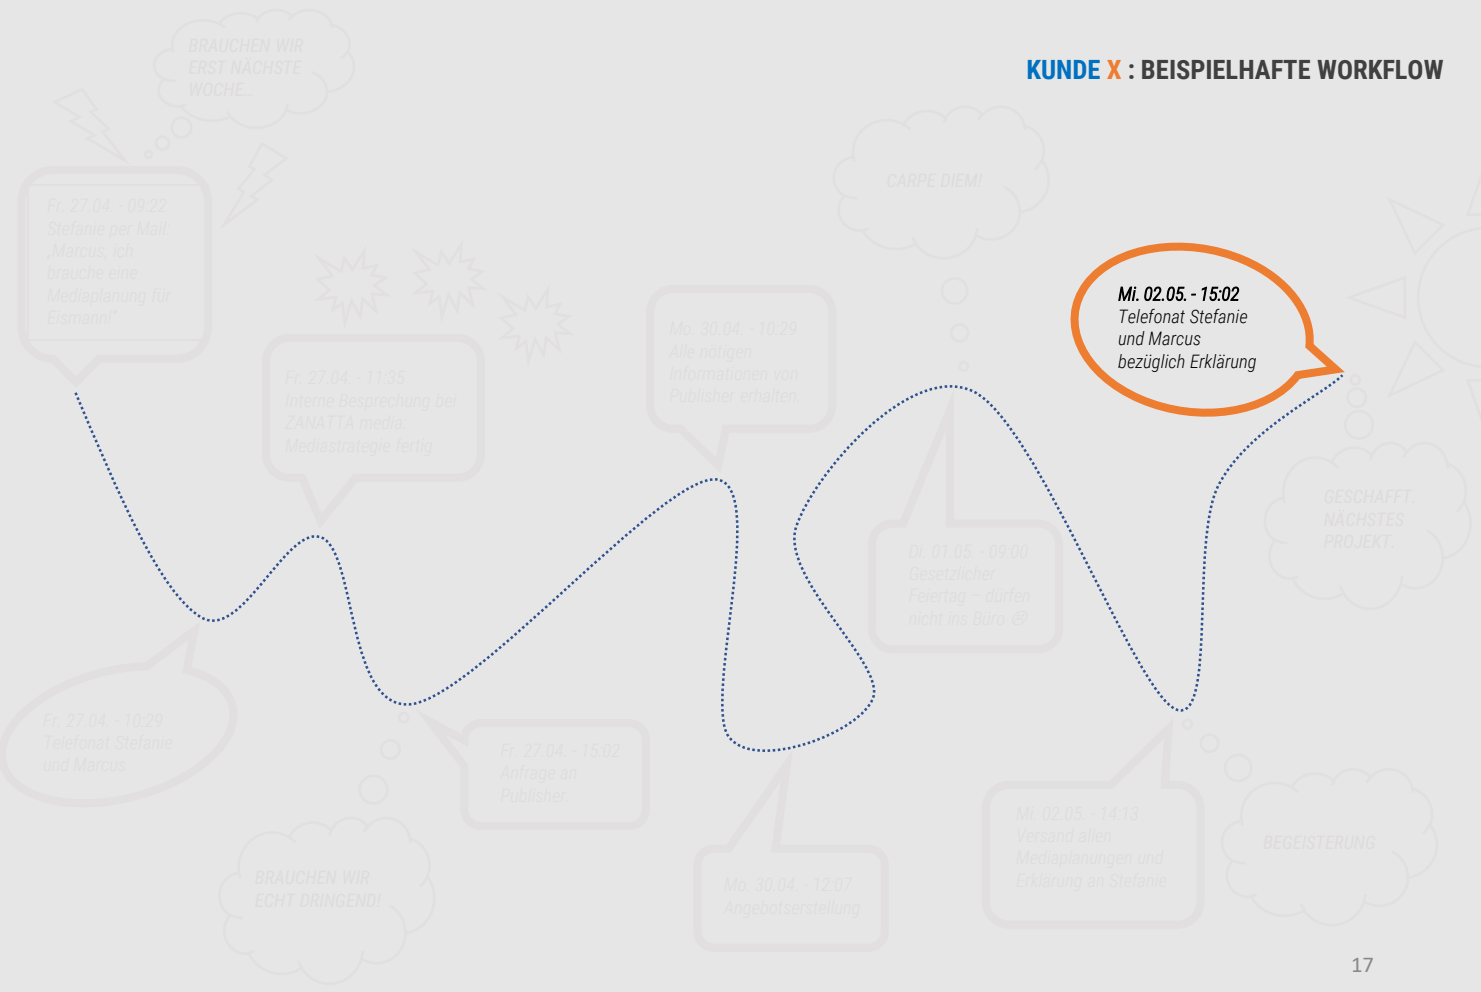 KUNDE X : BEISPIELHAFTE WORKFLOW
BRAUCHEN WIR
ERST NÄCHSTE
WOCHE...
Fr. 27.04. - 09:22
Stefanie per Mail:
„Marcus, ich
brauche eine
Mediaplanung für
Eismann!“
Fr. 27.04. - 10:29
Telefonat Stefanie
und Marcus
Fr. 27.04. - 11:35
Interne Besprechung bei
ZANATTA media:
Mediastrategie fertig
BRAUCHEN WIR
ECHT DRINGEND!
Fr. 27.04. - 15:02
Anfrage an
Publisher.
Mo. 30.04. - 10:29
Alle nötigen
Informationen von
Publisher erhalten.
Mo. 30.04. - 12:07
Angebotserstellung
CARPE DIEM!
Di. 01.05. - 09:00
Gesetzlicher
Feiertag – dürfen
nicht ins Büro ☹
Mi. 02.05. - 14:13
Versand allen
Mediaplanungen und
Erklärung an Stefanie
BEGEISTERUNG
Mi. 02.05. - 15:02
Telefonat Stefanie
und Marcus
bezüglich Erklärung
GESCHAFFT.
NÄCHSTES
PROJEKT.
17